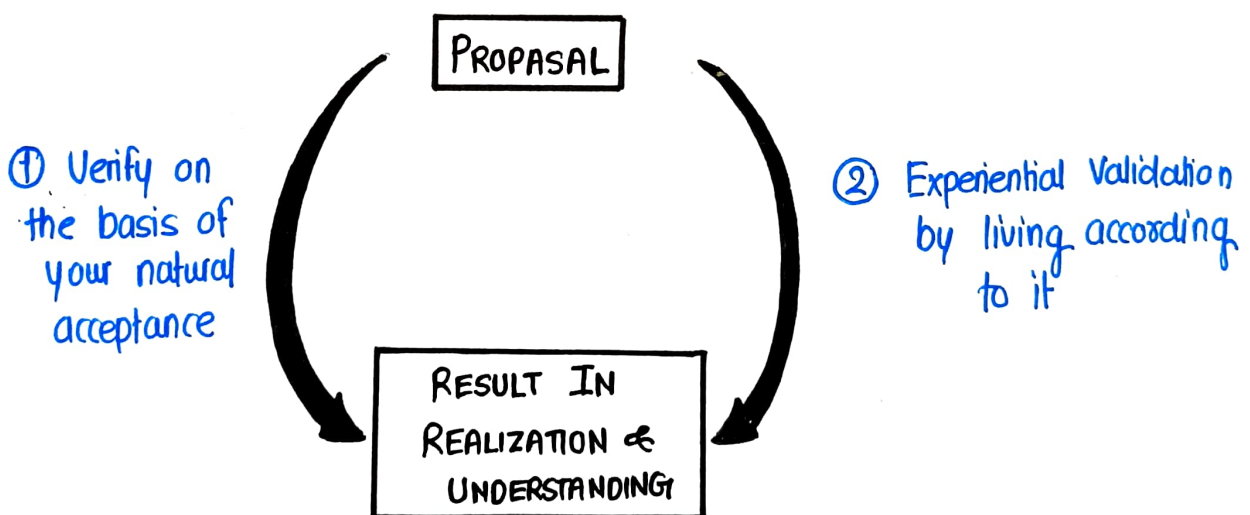 PROPASAL
① Verify on
the basis of
your natural
acceptance
② Experiential Validation
by living according
to it
RESULT IN
REALIZATION &
UNDERSTANDING